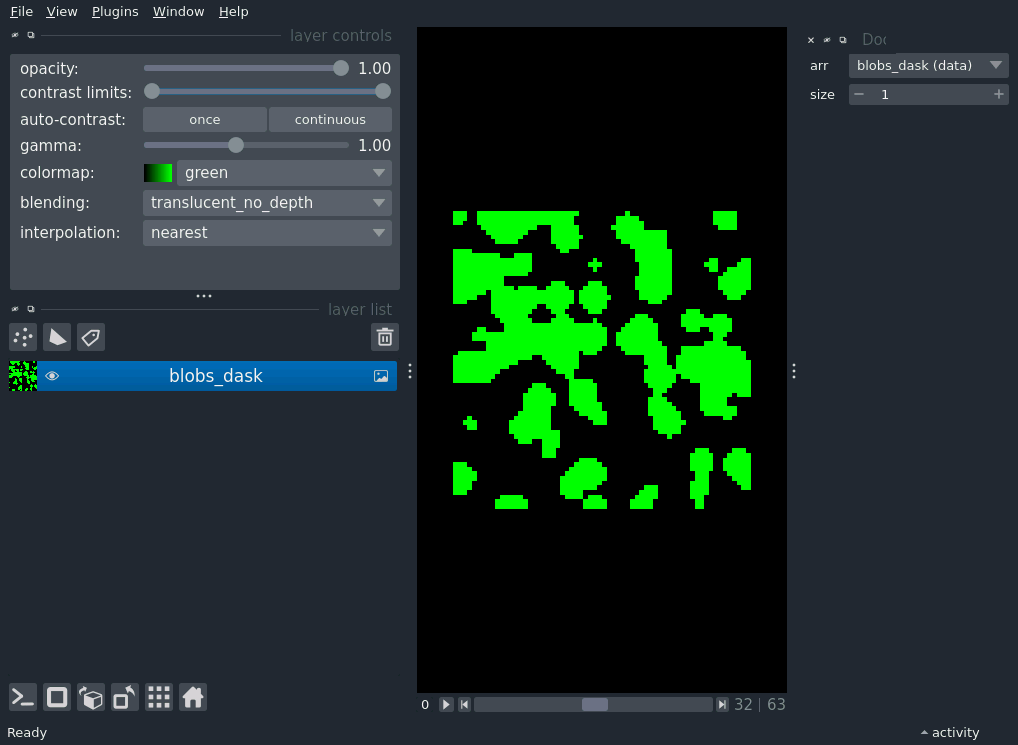 File View Plugins Window Help
layer controls
opacity: 1.00
contrast limits:
auto-contrast: once continuous
gamma: 1.00
colormap: green
blending: translucent_no_depth
interpolation: nearest
layer list
blobs_dask
Ready
0 32 | 63
arr blobs_dask (data)
size 1
activity